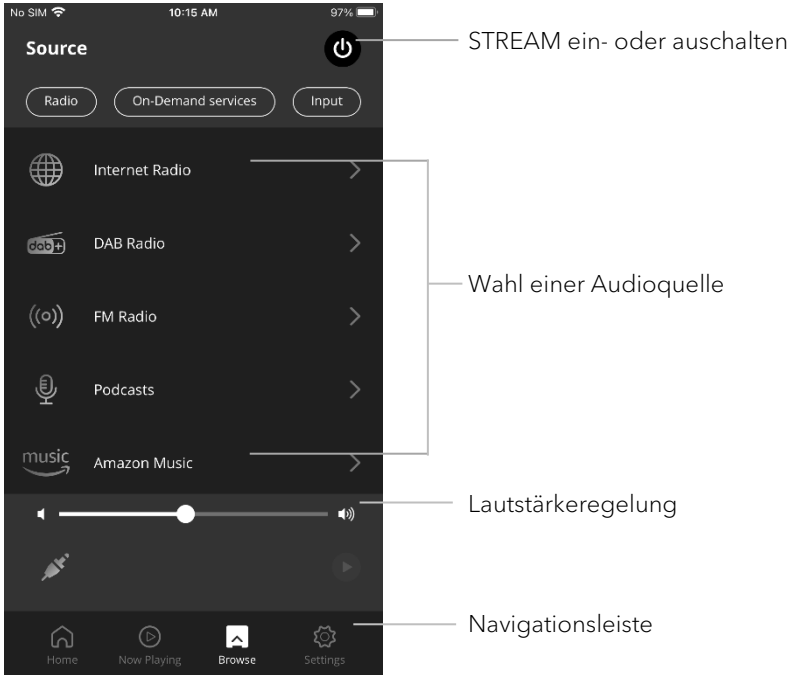 No SIM 10:15 AM 97%
Source
STREAM ein- oder auschalten
Radio On-Demand services Input
Internet Radio
dab+ DAB Radio
Wahl einer Audioquelle
FM Radio
Podcasts
music Amazon Music
Lautstärkeregelung
Navigationsleiste
Home Now Playing Browse Settings